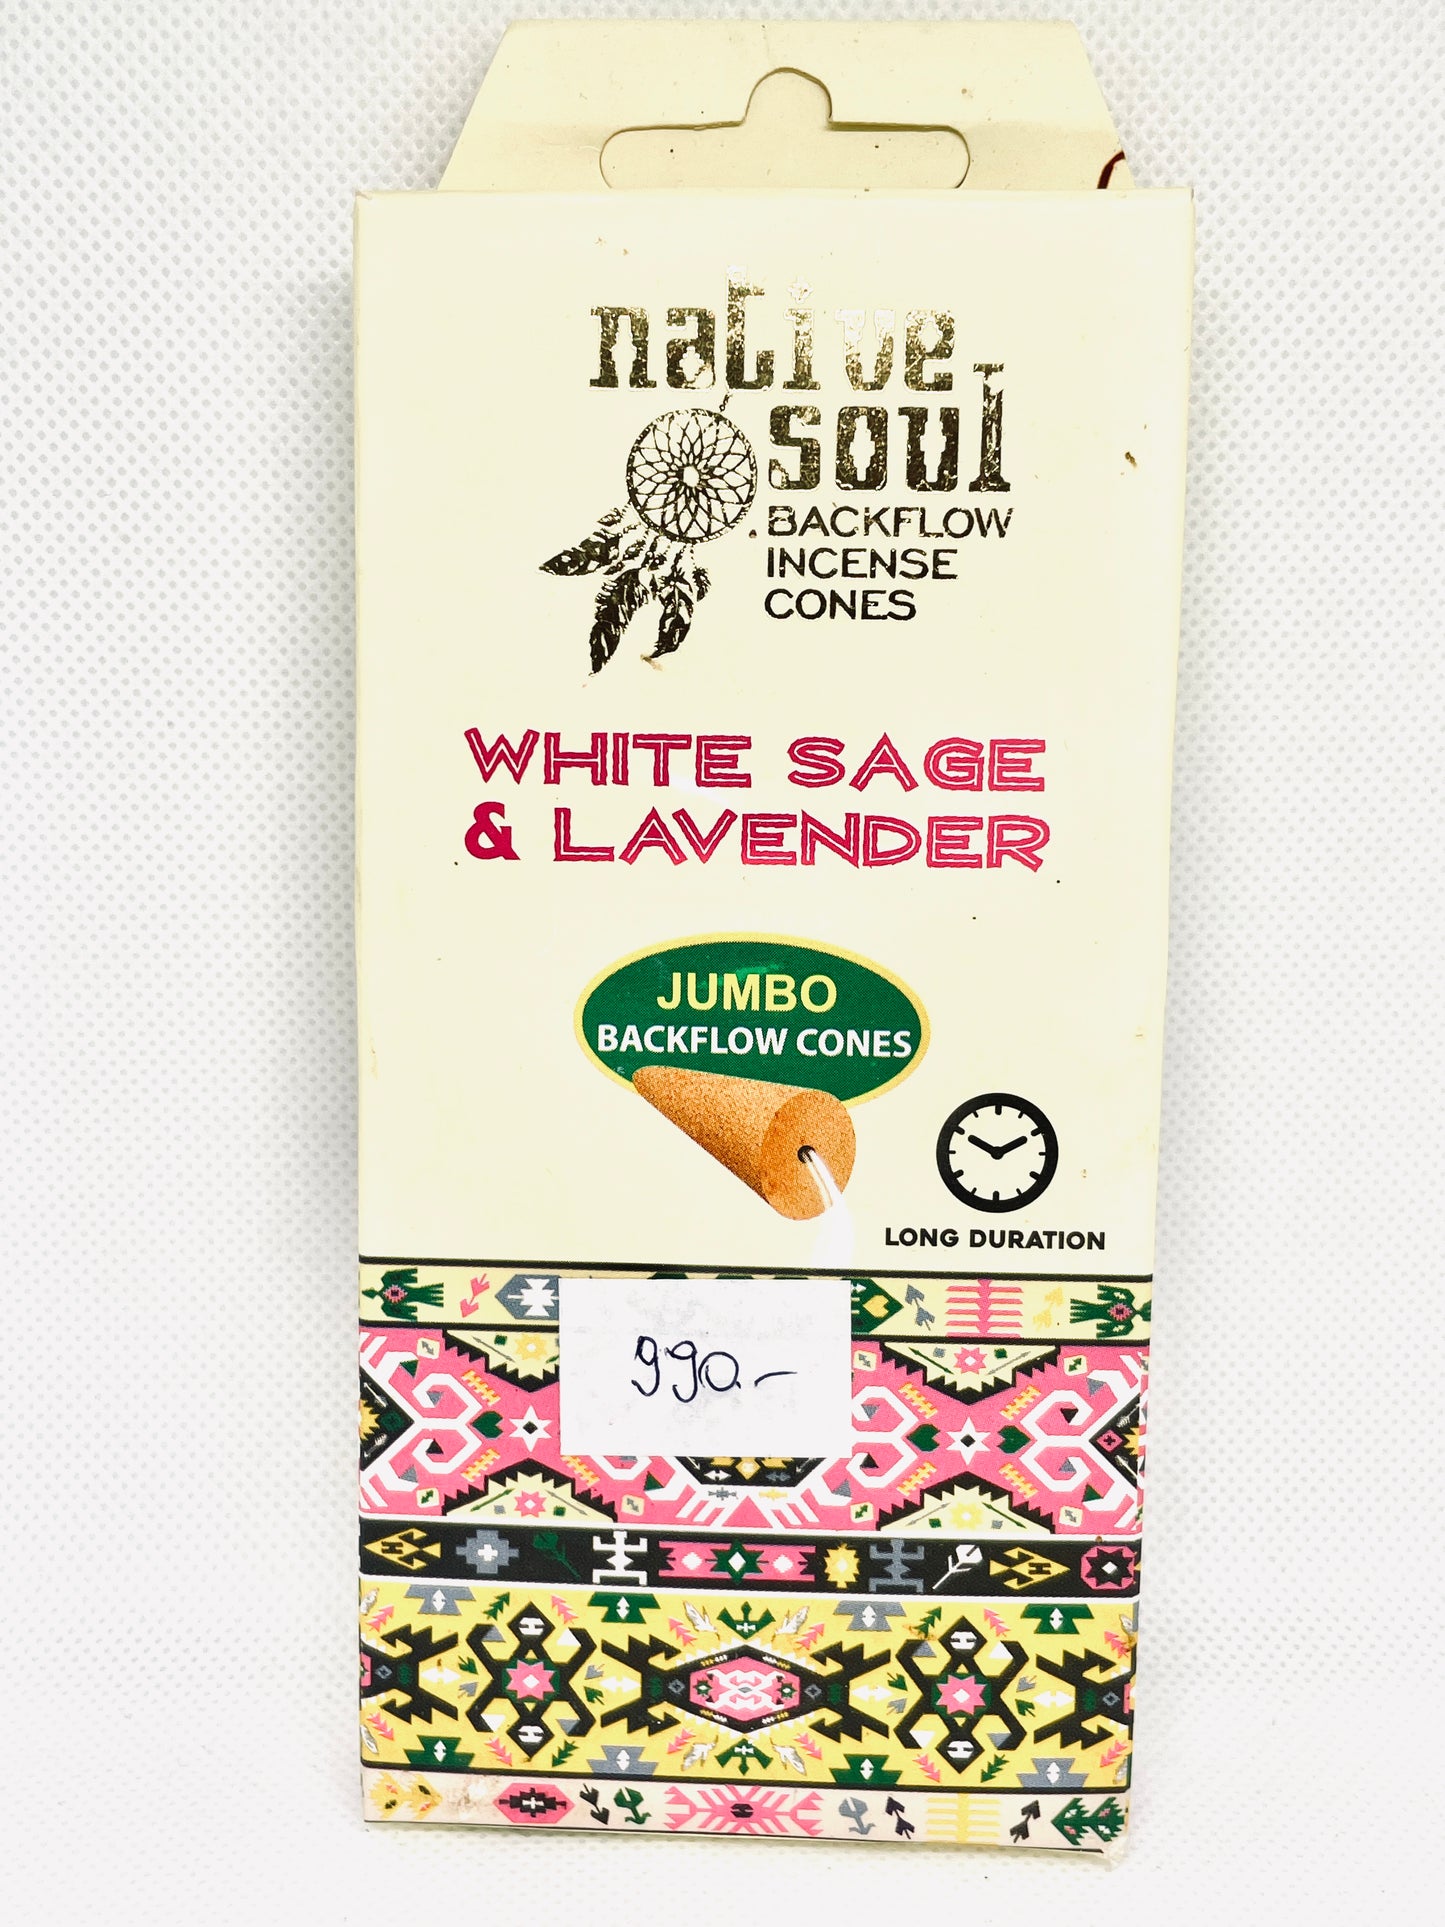 native
soul
BACKFLOW
INCENSE
CONES
WHITE SAGE
& LAVENDER
JUMBO
BACKFLOW CONES
LONG DURATION
990.-